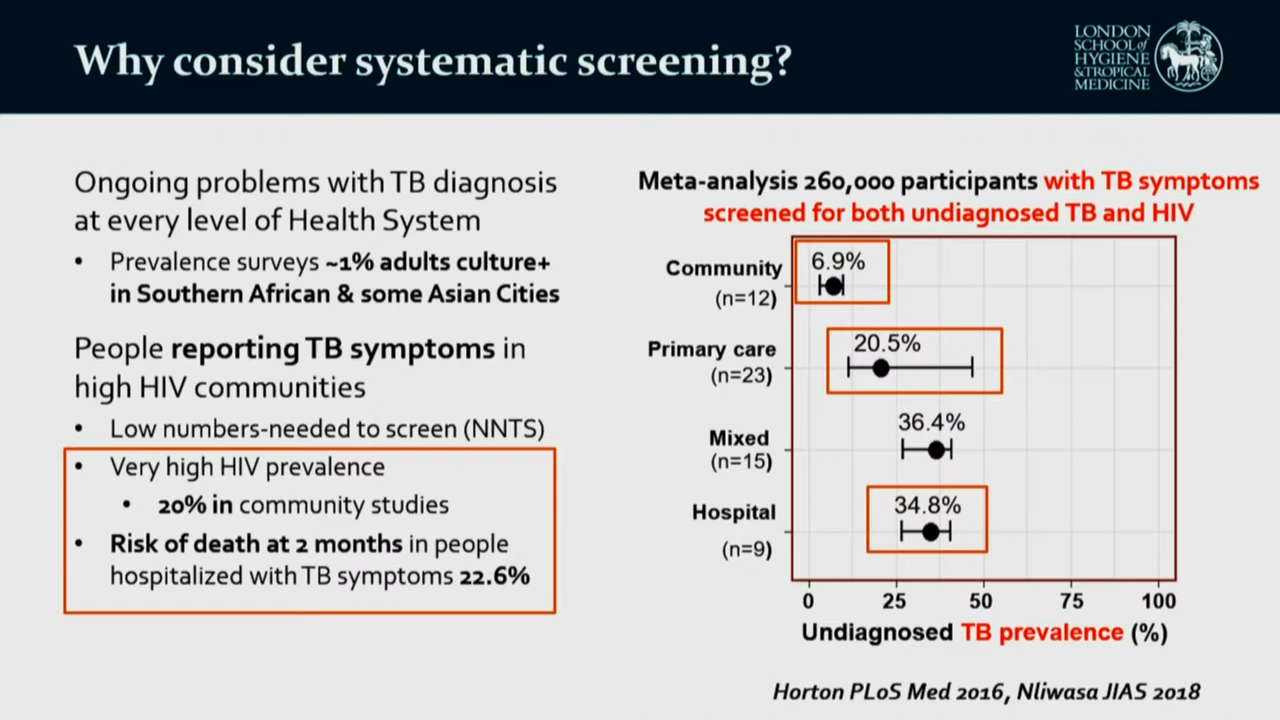 Why consider systematic screening?
LONDON
SCHOOL of
HYGIENE
&TROPICAL
MEDICINE
Ongoing problems with TB diagnosis
at every level of Health System
• Prevalence surveys ~1% adults culture+
in Southern African & some Asian Cities
People reporting TB symptoms in
high HIV communities
• Low numbers-needed to screen (NNTS)
• Very high HIV prevalence
• 20% in community studies
• Risk of death at 2 months in people
hospitalized with TB symptoms 22.6%
Meta-analysis 260,000 participants with TB symptoms
screened for both undiagnosed TB and HIV
Community
(n=12)
6.9%
Primary care
(n=23)
20.5%
Mixed
(n=15)
36.4%
Hospital
(n=9)
34.8%
0 25 50 75 100
Undiagnosed TB prevalence (%)
Horton PLoS Med 2016, Nliwasa JIAS 2018